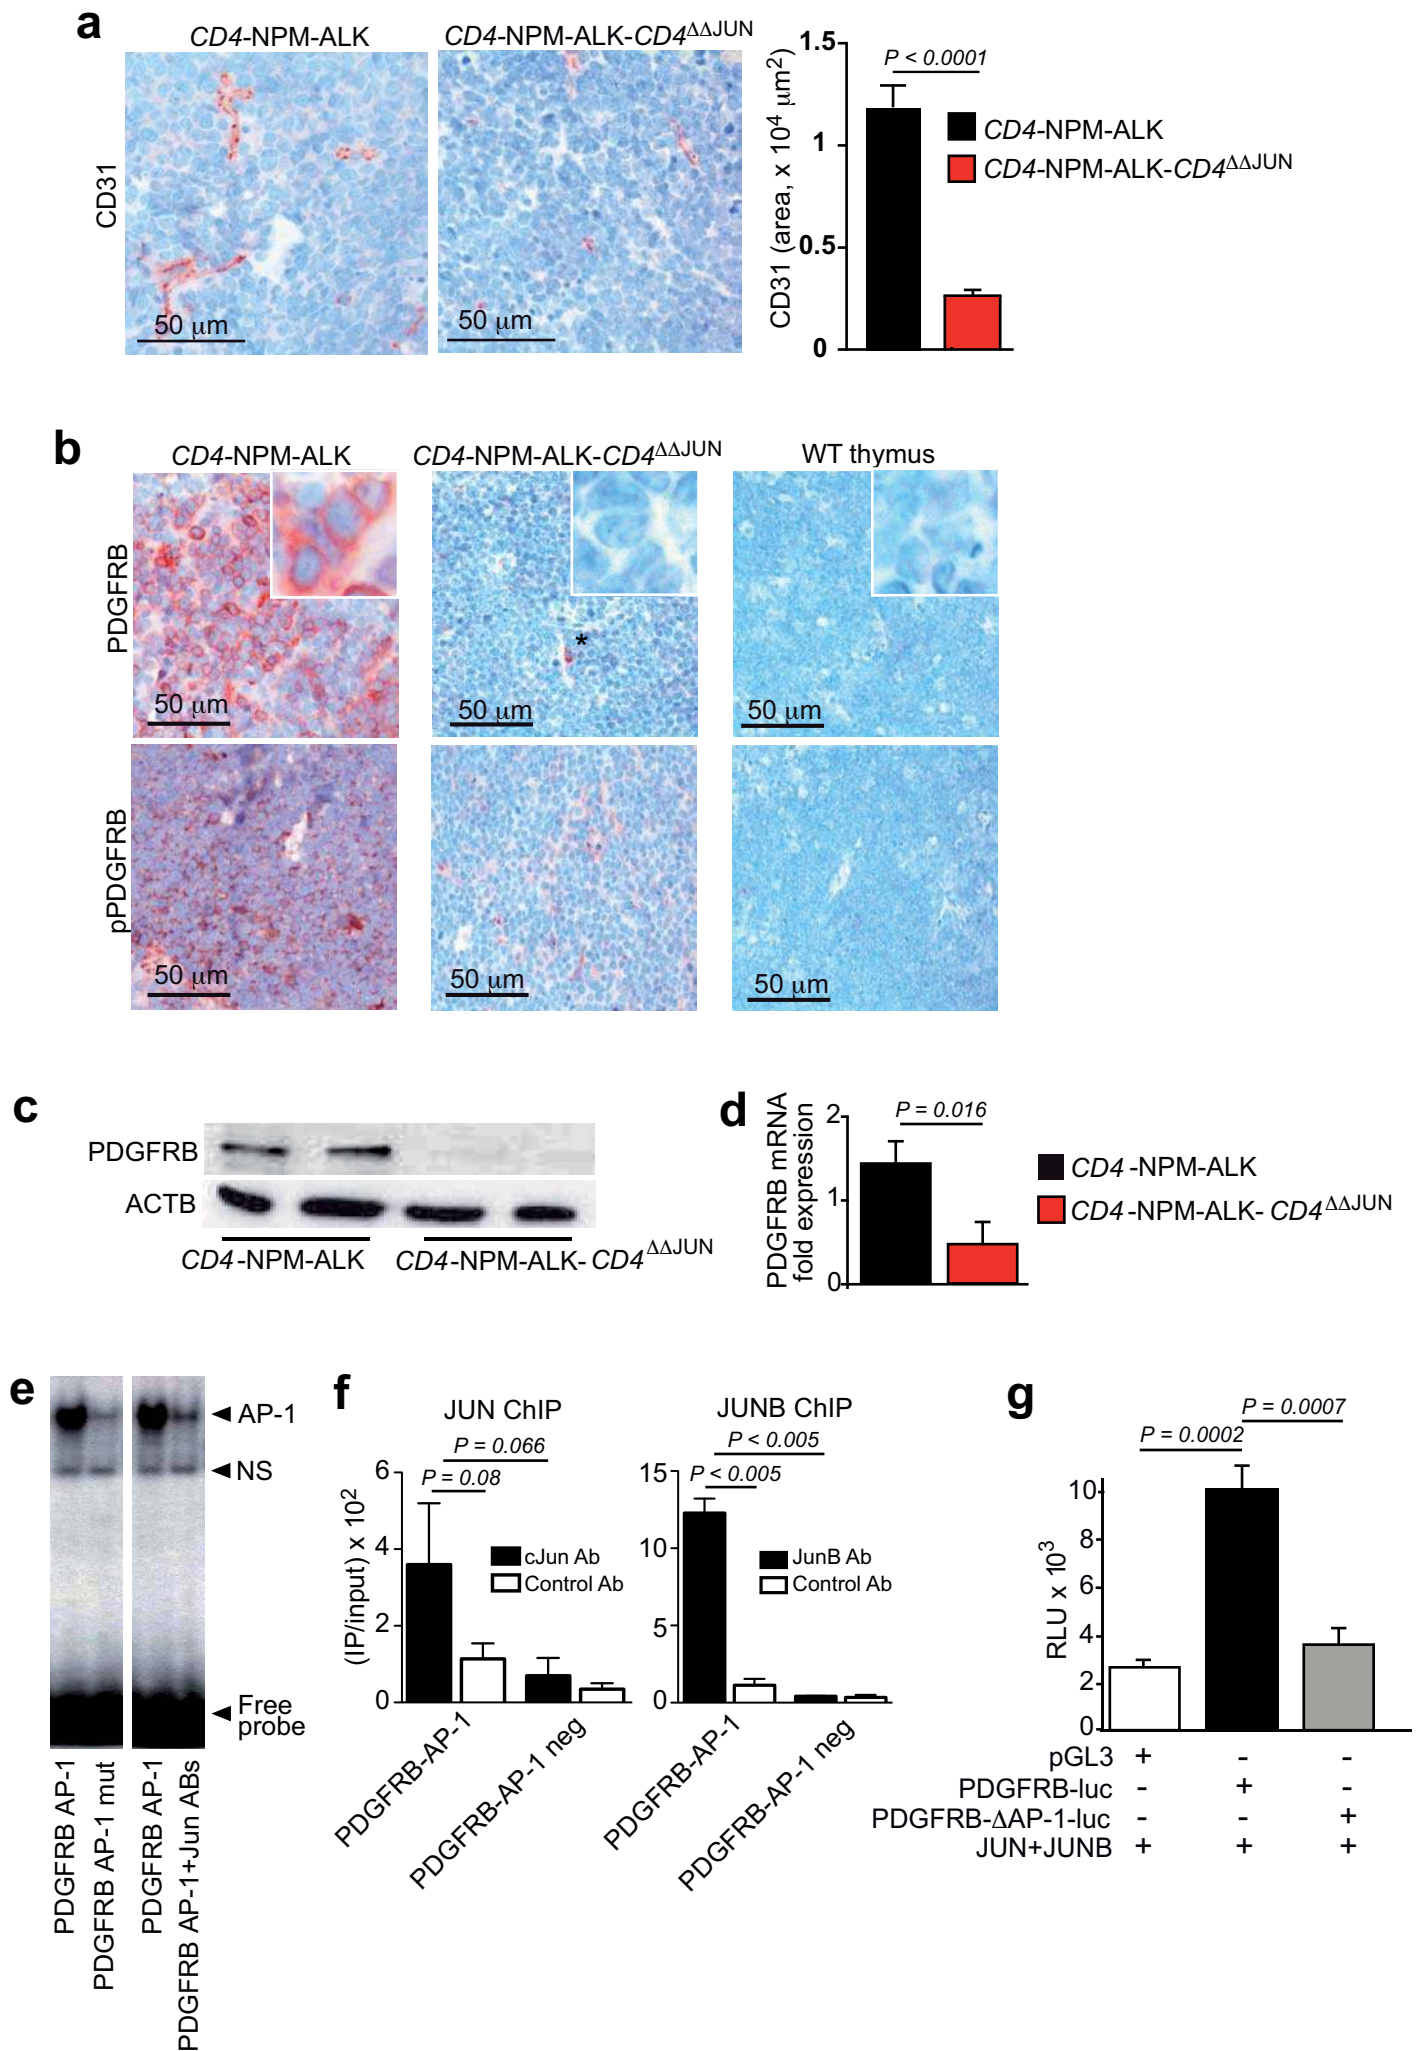 a
CD4-NPM-ALK
CD4-NPM-ALK-CD4ΔΔJUN
CD31
50 μm
50 μm
CD31 (area, x 10⁴ μm²)
1.5
1
0.5
0
P < 0.0001
CD4-NPM-ALK
CD4-NPM-ALK-CD4ΔΔJUN
b
CD4-NPM-ALK
CD4-NPM-ALK-CD4ΔΔJUN
WT thymus
PDGFRB
*
50 μm
50 μm
50 μm
pPDGFRB
50 μm
50 μm
50 μm
c
PDGFRB
ACTB
CD4-NPM-ALK
CD4-NPM-ALK-CD4ΔΔJUN
d
PDGFRB mRNA
fold expression
2
1
0
P = 0.016
CD4-NPM-ALK
CD4-NPM-ALK-CD4ΔΔJUN
e
AP-1
NS
Free
probe
PDGFRB AP-1
PDGFRB AP-1 mut
PDGFRB AP-1
PDGFRB AP-1+Jun ABs
f
JUN ChIP
P = 0.066
P = 0.08
(IP/input) x 10²
6
4
2
0
cJun Ab
Control Ab
PDGFRB-AP-1
PDGFRB-AP-1 neg
JUNB ChIP
P < 0.005
P < 0.005
15
10
5
0
JunB Ab
Control Ab
PDGFRB-AP-1
PDGFRB-AP-1 neg
g
P = 0.0007
P = 0.0002
RLU x 10³
10
8
6
4
2
0
pGL3 + - -
PDGFRB-luc - + -
PDGFRB-ΔAP-1-luc - - +
JUN+JUNB + + +